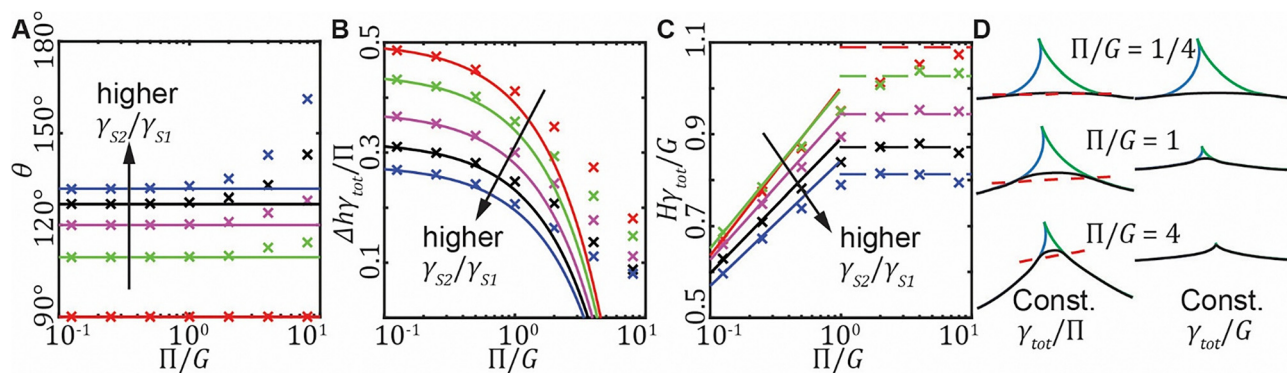 A
180°
150°
120°
90°
θ
higher
γS2/γS1
10⁻¹
10⁰
10¹
Π/G
B
0.5
0.3
0.1
Δhγtot/Π
higher
γS2/γS1
10⁻¹
10⁰
10¹
Π/G
C
1.1
0.9
0.7
0.5
Hγtot/G
higher
γS2/γS1
10⁻¹
10⁰
10¹
Π/G
D
Π/G = 1/4
Π/G = 1
Π/G = 4
Const.
γtot/Π
Const.
γtot/G